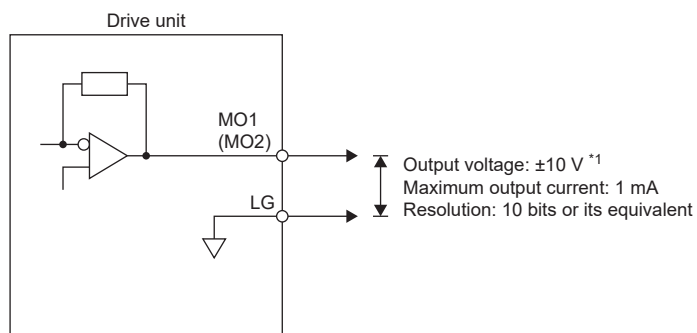 Drive unit
MO1
(MO2)
LG
Output voltage: ±10 V *1
Maximum output current: 1 mA
Resolution: 10 bits or its equivalent